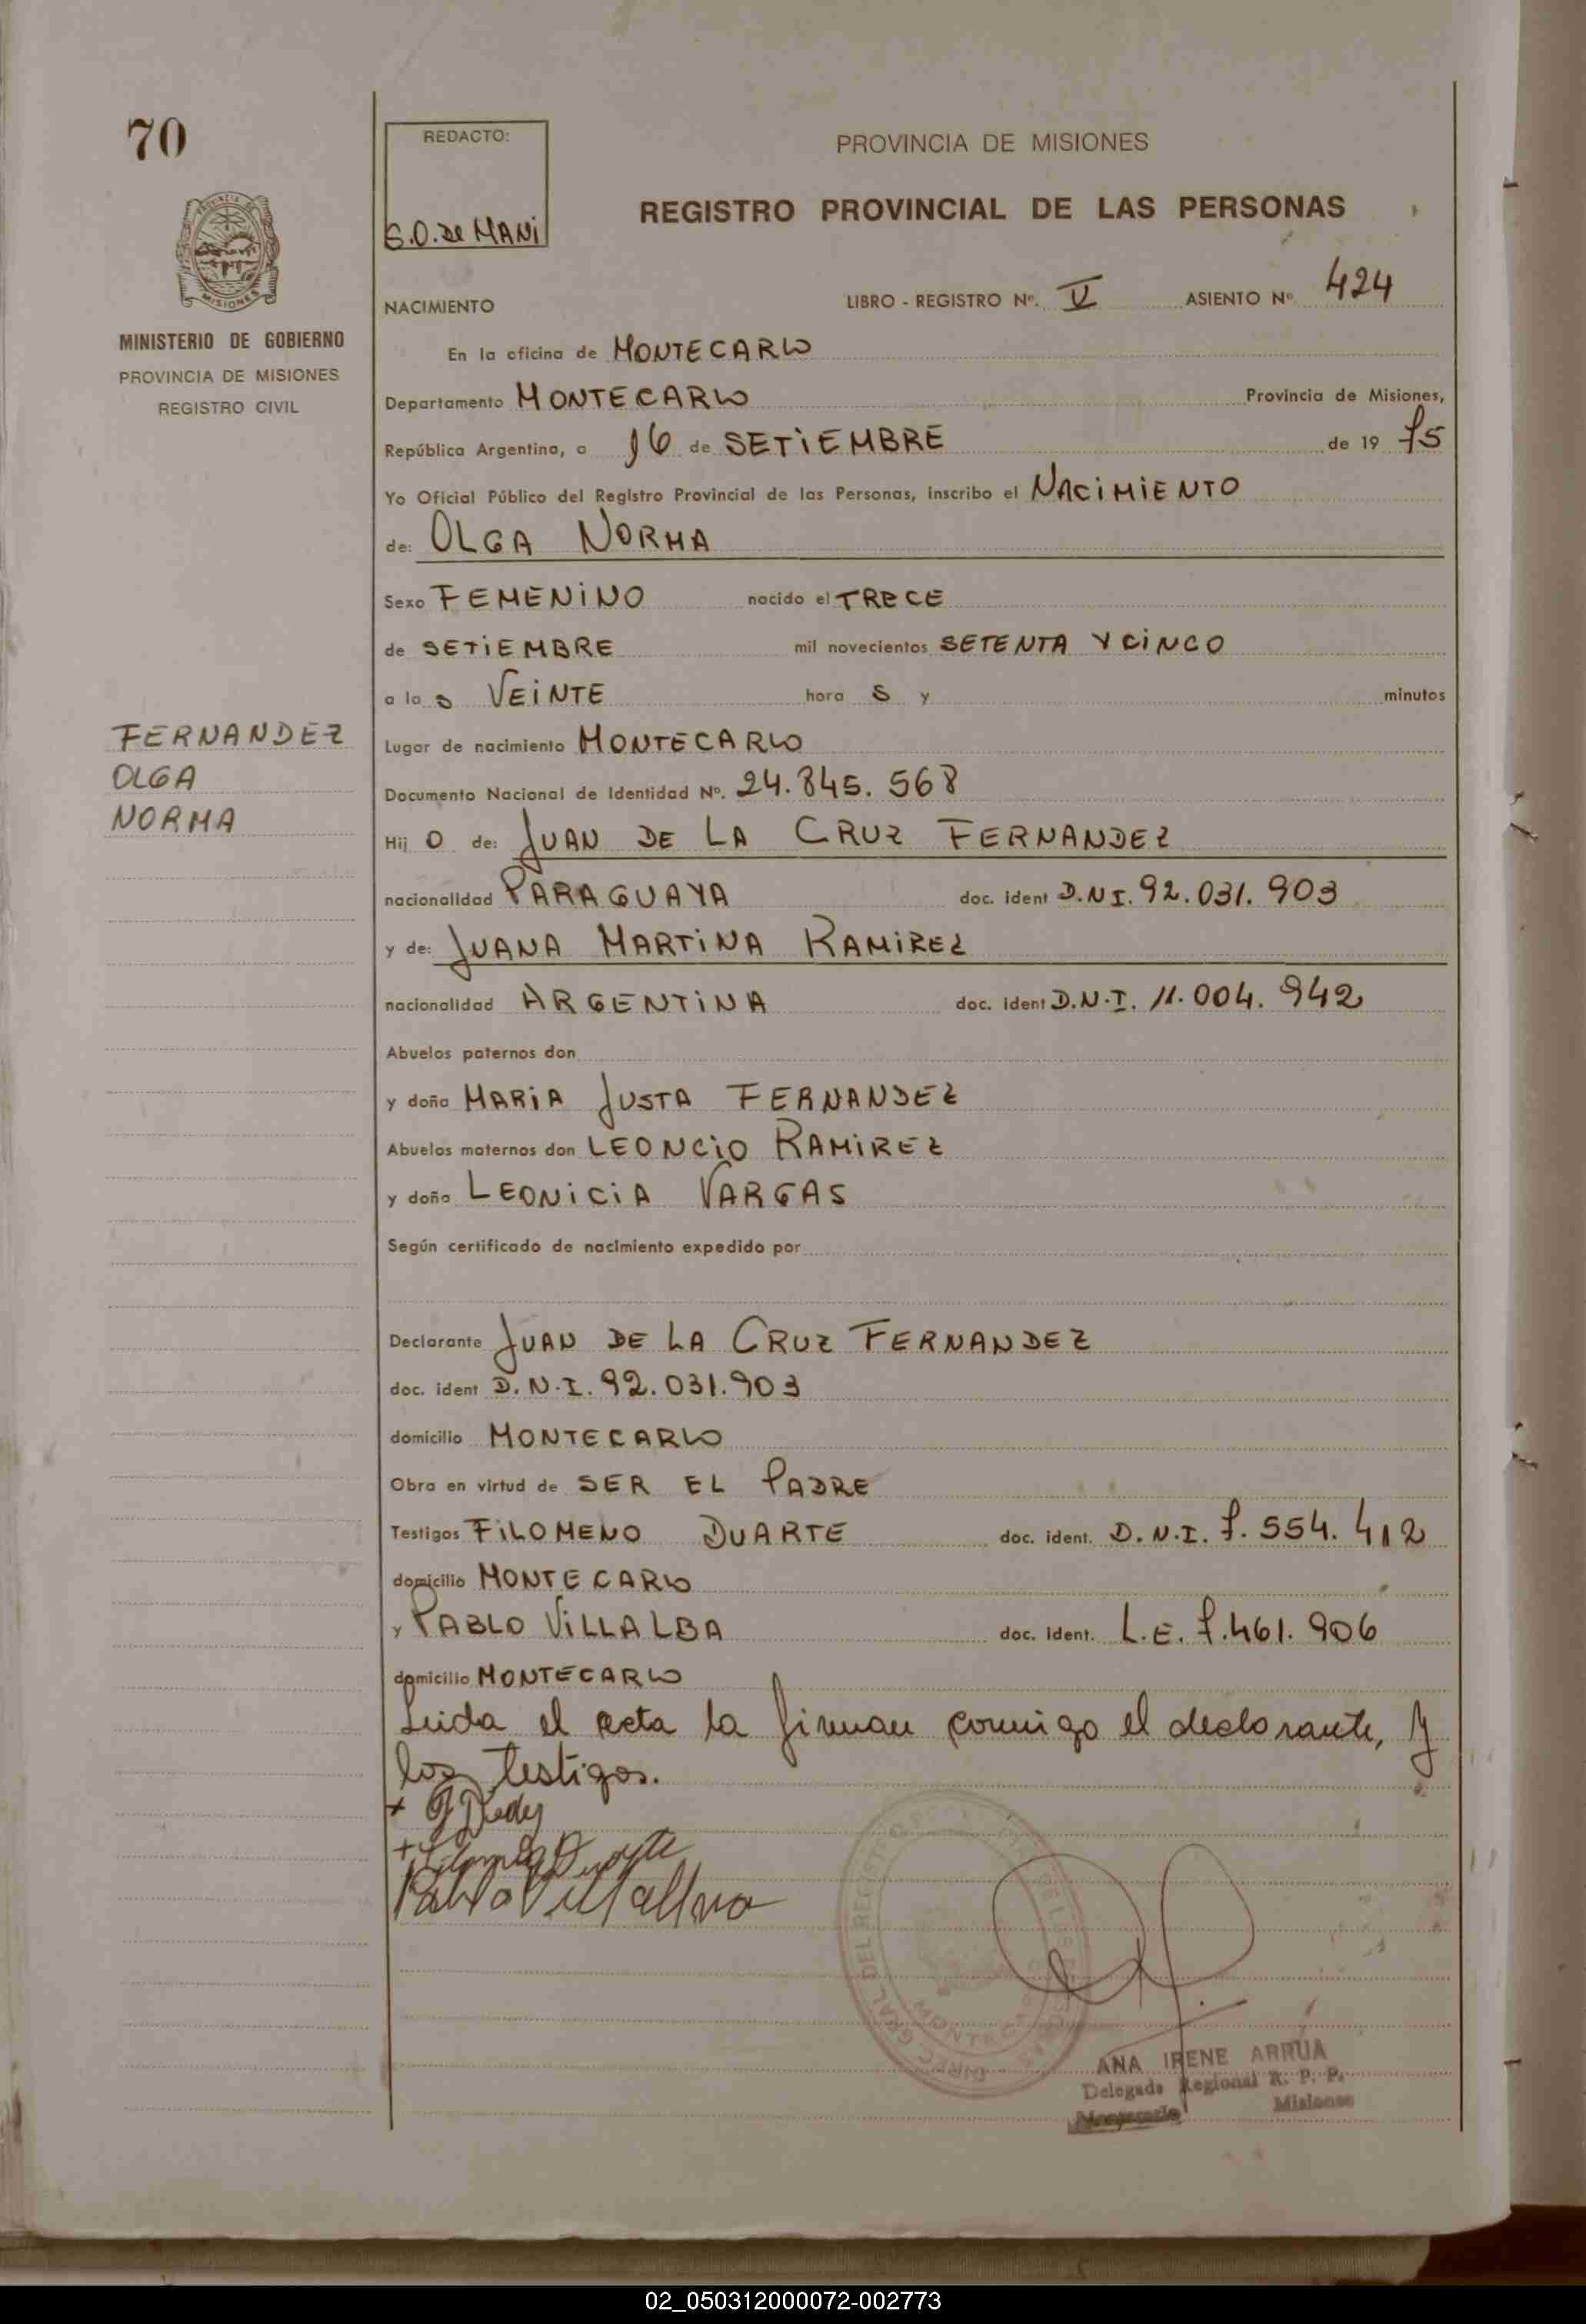 70
REDACTO:
S.O. De MANI
PROVINCIA DE MISIONES
REGISTRO PROVINCIAL DE LAS PERSONAS
MINISTERIO DE GOBIERNO
PROVINCIA DE MISIONES
REGISTRO CIVIL
NACIMIENTO LIBRO - REGISTRO Nº. V ASIENTO Nº 424
En la oficina de MONTECARLO
Departamento MONTECARLO Provincia de Misiones,
República Argentina, a 16 de SETIEMBRE de 19 75
Yo Oficial Público del Registro Provincial de las Personas, inscribo el NACIMIENTO
de: OLGA NORMA
Sexo FEMENINO nacido el TRECE
de SETIEMBRE mil novecientos SETENTA Y CINCO
a la s VEINTE hora S y minutos
FERNANDEZ
OLGA
NORMA
Lugar de nacimiento MONTECARLO
Documento Nacional de Identidad Nº. 24.845.568
Hij O de: JUAN DE LA CRUZ FERNANDEZ
nacionalidad PARAGUAYA doc. ident D.N.I. 92.031.903
y de: JUANA MARTINA RAMIREZ
nacionalidad ARGENTINA doc. ident D.N.I. 11.004.942
Abuelos paternos don
y doña MARIA JUSTA FERNANDEZ
Abuelos maternos don LEONCIO RAMIREZ
y doña LEONICIA VARGAS
Según certificado de nacimiento expedido por
Declarante JUAN DE LA CRUZ FERNANDEZ
doc. ident D.N.I. 92.031.903
domicilio MONTECARLO
Obra en virtud de SER EL PADRE
Testigos FILOMENO DUARTE doc. ident. D.N.I. 7.554.412
domicilio MONTECARLO
y PABLO VILLALBA doc. ident. L.E. 7.461.906
domicilio MONTECARLO
Leida el acta la firman conmigo el declarante, y
los testigos.
Pablo Villalba
ANA IRENE ARRUA
Delegada Regional R. P. P.
Misiones
02_050312000072-002773